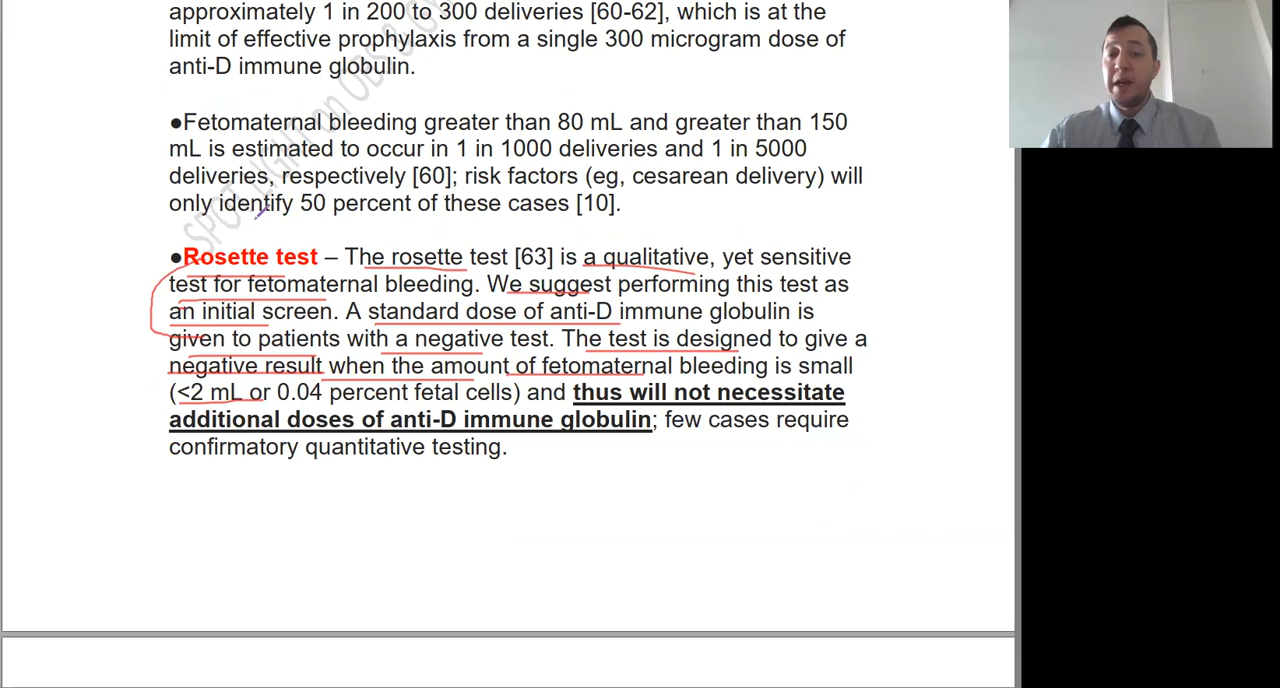 approximately 1 in 200 to 300 deliveries [60-62], which is at the
limit of effective prophylaxis from a single 300 microgram dose of
anti-D immune globulin.
●Fetomaternal bleeding greater than 80 mL and greater than 150
mL is estimated to occur in 1 in 1000 deliveries and 1 in 5000
deliveries, respectively [60]; risk factors (eg, cesarean delivery) will
only identify 50 percent of these cases [10].
●Rosette test – The rosette test [63] is a qualitative, yet sensitive
test for fetomaternal bleeding. We suggest performing this test as
an initial screen. A standard dose of anti-D immune globulin is
given to patients with a negative test. The test is designed to give a
negative result when the amount of fetomaternal bleeding is small
(<2 mL or 0.04 percent fetal cells) and thus will not necessitate
additional doses of anti-D immune globulin; few cases require
confirmatory quantitative testing.
SPOT LIGHT on OBS &